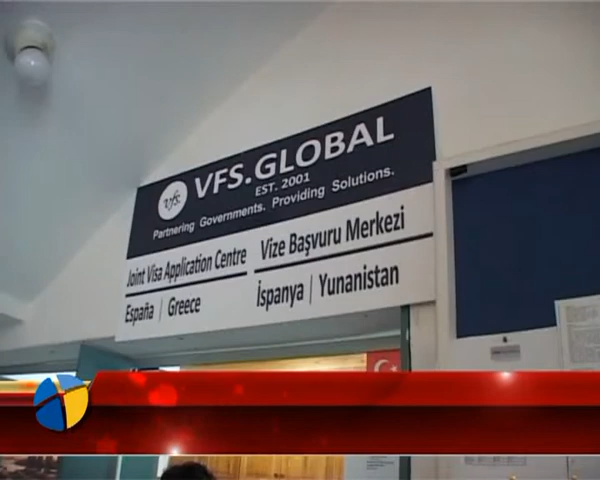 vfs.
VFS.GLOBAL
EST. 2001
Partnering Governments. Providing Solutions.
Joint Visa Application Centre
Vize Başvuru Merkezi
España | Greece
İspanya | Yunanistan